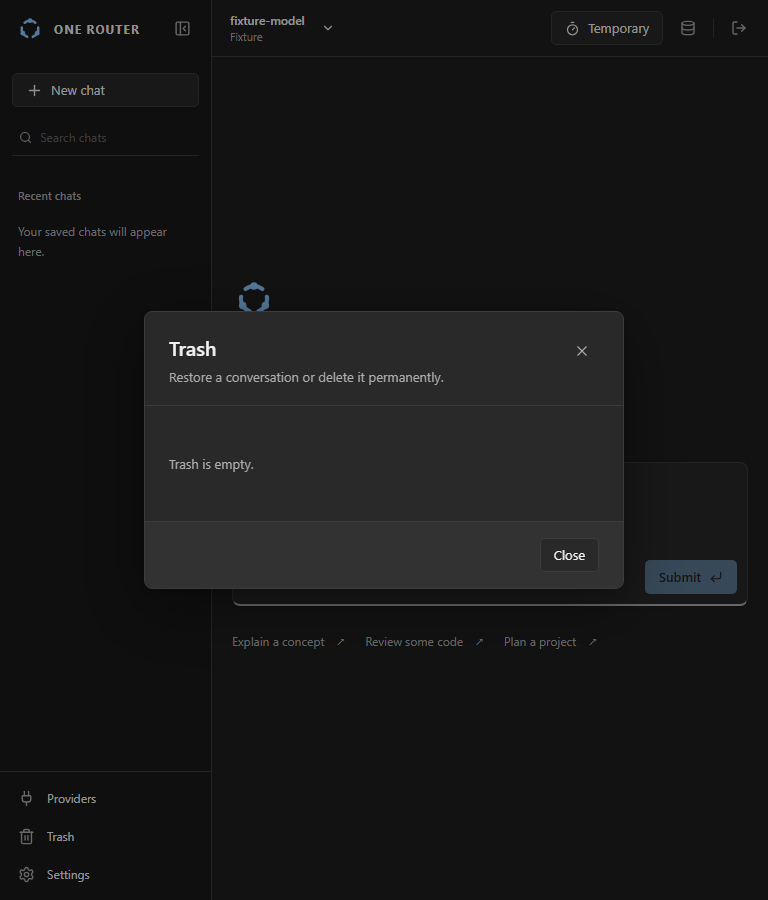 ONE ROUTER
New chat
Search chats
Recent chats
Your saved chats will appear
here.
Providers
Trash
Settings
fixture-model
Fixture
Temporary
Trash
Restore a conversation or delete it permanently.
Trash is empty.
Close
Submit
Explain a concept ↗
Review some code ↗
Plan a project ↗